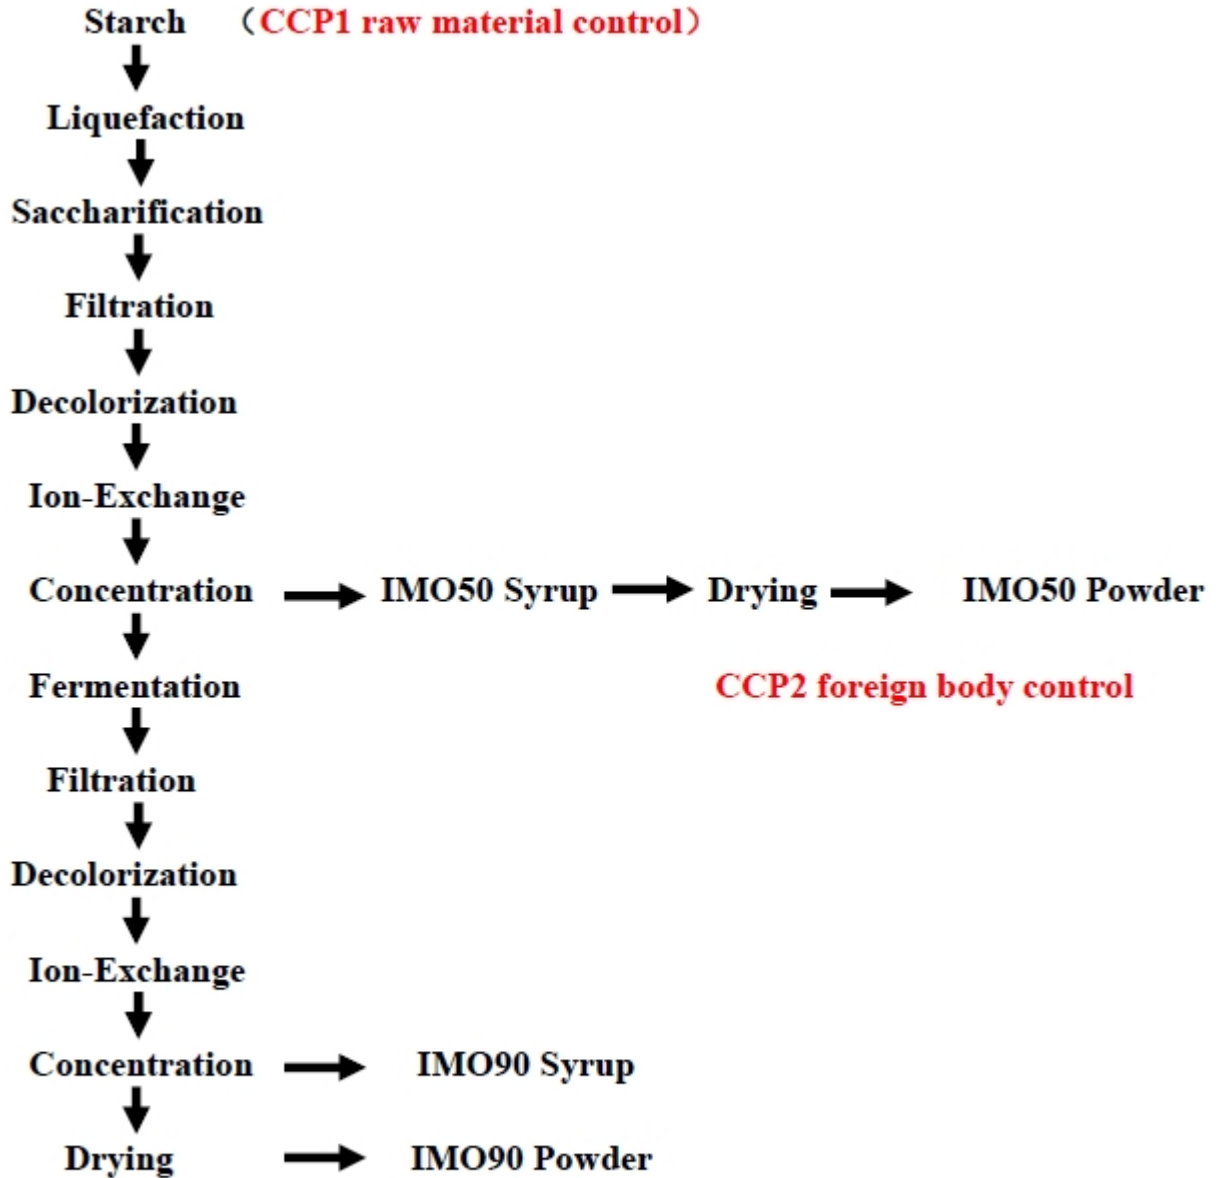 Starch （CCP1 raw material control）
Liquefaction
Saccharification
Filtration
Decolorization
Ion-Exchange
Concentration IMO50 Syrup Drying IMO50 Powder
Fermentation CCP2 foreign body control
Filtration
Decolorization
Ion-Exchange
Concentration IMO90 Syrup
Drying IMO90 Powder